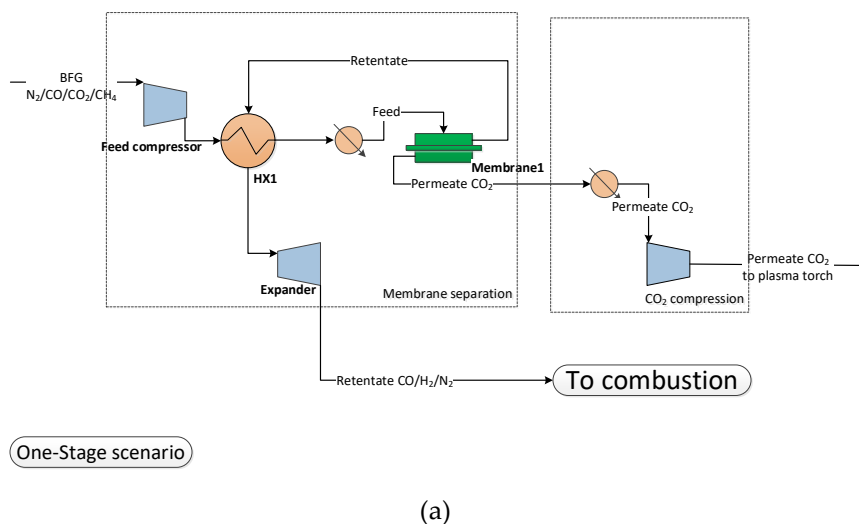 Retentate
BFG
N₂/CO/CO₂/CH₄
Feed
Feed compressor
HX1
Membrane1
Permeate CO₂
Permeate CO₂
Permeate CO₂
to plasma torch
CO₂ compression
Expander
Membrane separation
Retentate CO/H₂/N₂
To combustion
One-Stage scenario
(a)